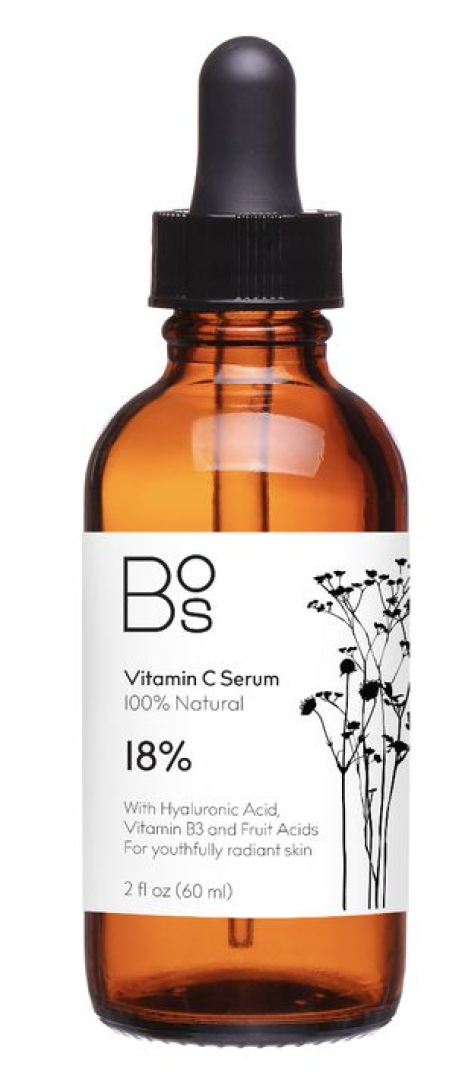 Bos
Vitamin C Serum
100% Natural
18%
With Hyaluronic Acid,
Vitamin B3 and Fruit Acids
For youthfully radiant skin
2 fl oz (60 ml)